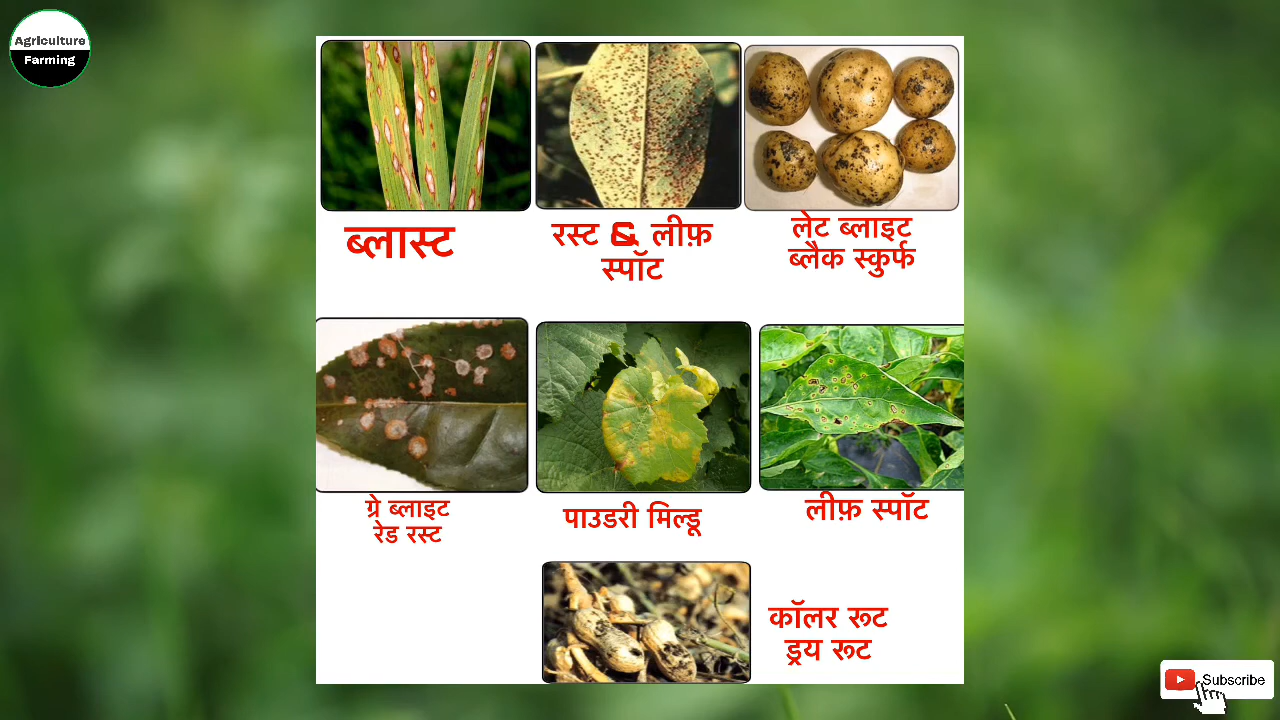 Agriculture
Farming
ब्लास्ट
रस्ट & लीफ़
स्पॉट
लेट ब्लाइट
ब्लैक स्कुर्फ
ग्रे ब्लाइट
रेड रस्ट
पाउडरी मिल्डू
लीफ़ स्पॉट
कॉलर रूट
ड्रय रूट
Subscribe